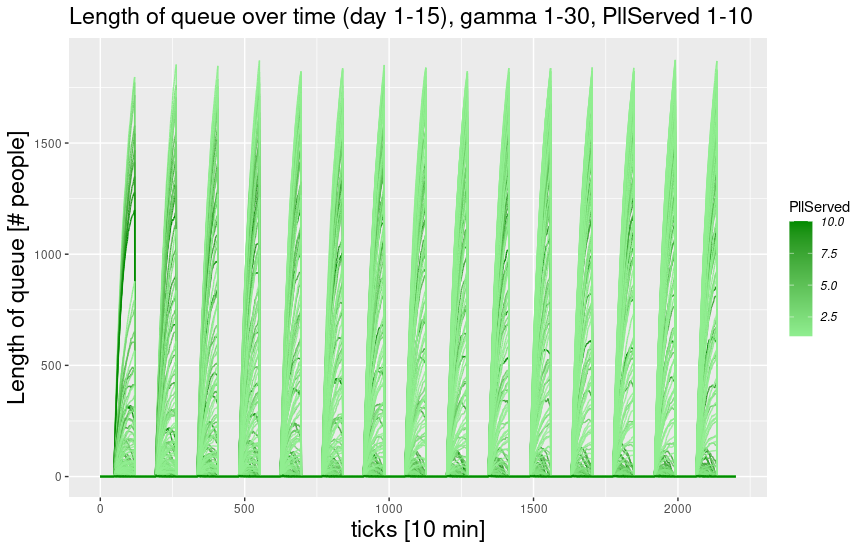 Length of queue over time (day 1-15), gamma 1-30, PllServed 1-10
Length of queue [# people]
1500
1000
500
0
0 500 1000 1500 2000
ticks [10 min]
PllServed
10.0
7.5
5.0
2.5